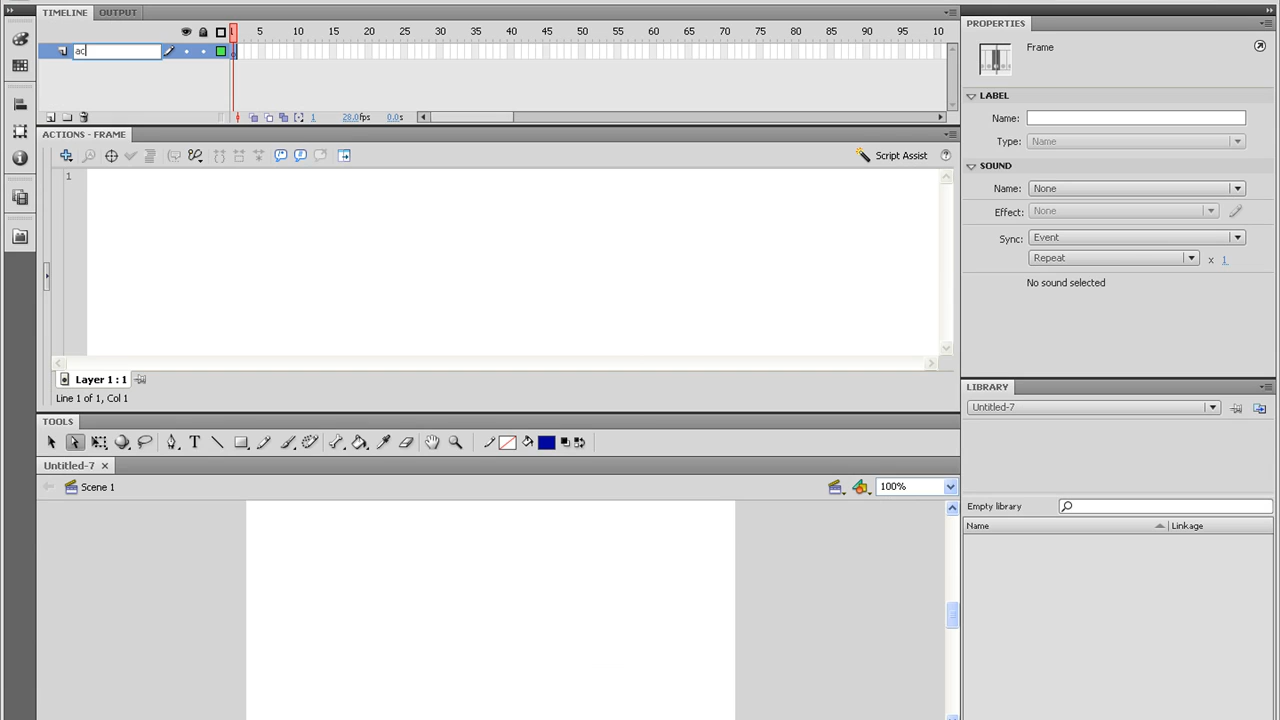 TIMELINE OUTPUT
1 5 10 15 20 25 30 35 40 45 50 55 60 65 70 75 80 85 90 95 10
ac
1 28.0fps 0.0s
ACTIONS - FRAME
Script Assist
1
Layer 1 : 1
Line 1 of 1, Col 1
TOOLS
Untitled-7
Scene 1
100%
PROPERTIES
Frame
LABEL
Name:
Type: Name
SOUND
Name: None
Effect: None
Sync: Event
Repeat x 1
No sound selected
LIBRARY
Untitled-7
Empty library
Name Linkage